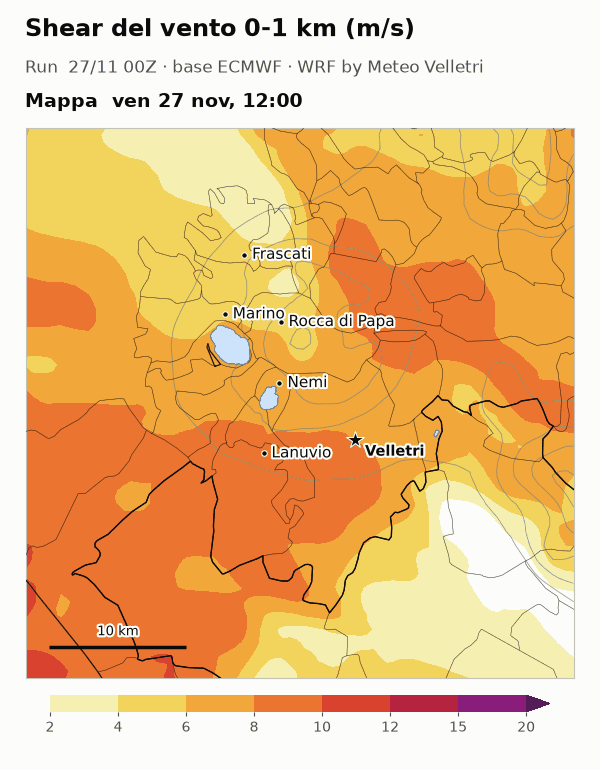 Shear del vento 0-1 km (m/s)
Run  27/11 00Z · base ECMWF · WRF by Meteo Velletri
Mappa  ven 27 nov, 12:00
Frascati
Marino
Rocca di Papa
Nemi
Velletri
Lanuvio
10 km
2 4 6 8 10 12 15 20